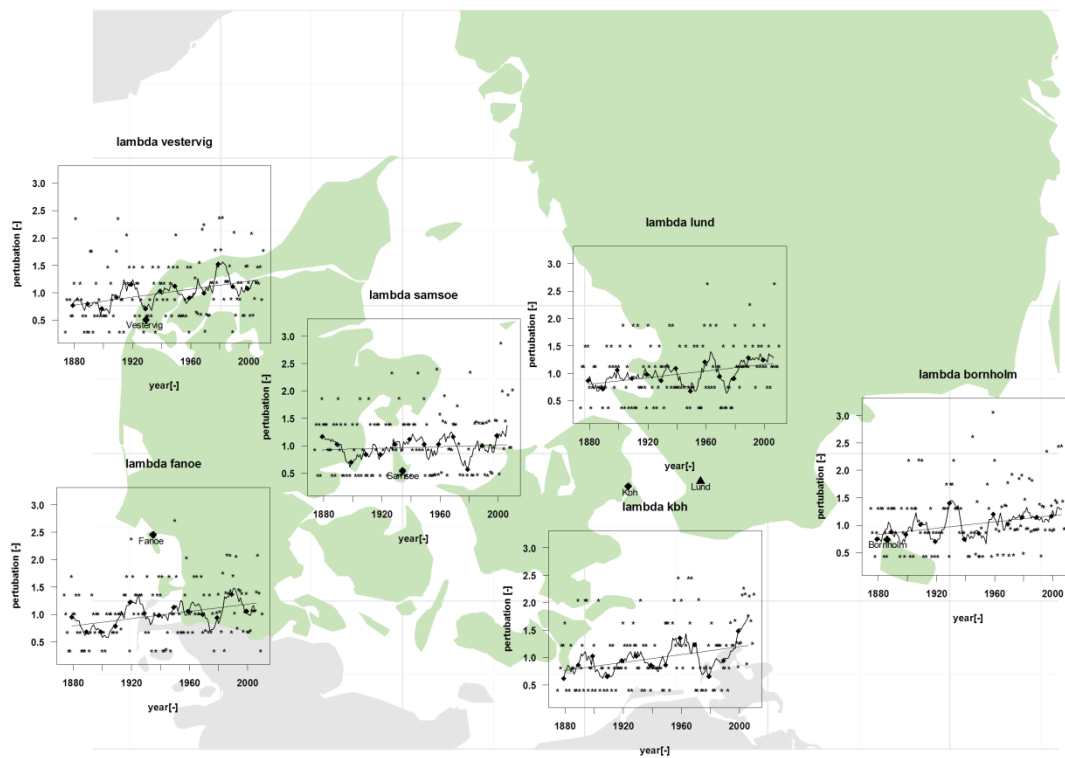 lambda vestervig
3.0
2.5
2.0
1.5
1.0
0.5
pertubation [-]
Vestervig
1880 1920 1960 2000
year[-]
lambda samsoe
3.0
2.5
2.0
1.5
1.0
0.5
pertubation [-]
Samsoe
1880 1920 1960 2000
year[-]
lambda lund
3.0
2.5
2.0
1.5
1.0
0.5
pertubation [-]
1880 1920 1960 2000
year[-]
Kbh
Lund
lambda bornholm
3.0
2.5
2.0
1.5
1.0
0.5
pertubation [-]
Bornholm
1880 1920 1960 2000
year[-]
lambda fanoe
3.0
2.5
2.0
1.5
1.0
0.5
pertubation [-]
Fanoe
1880 1920 1960 2000
year[-]
lambda kbh
3.0
2.5
2.0
1.5
1.0
0.5
pertubation [-]
1880 1920 1960 2000
year[-]